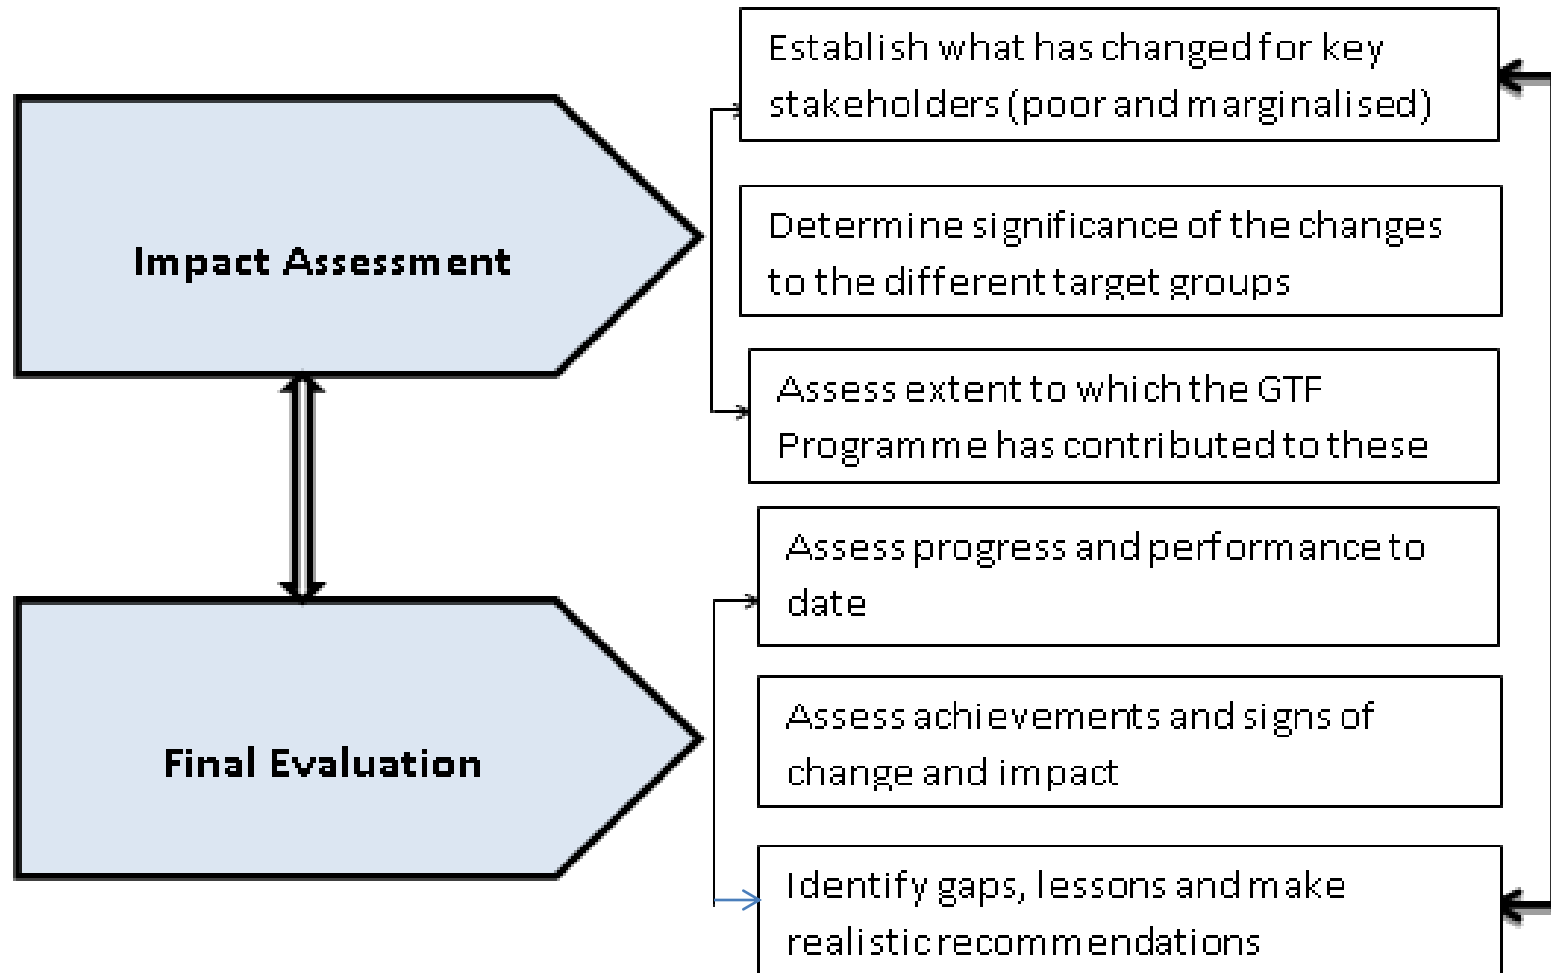 Establish what has changed for key
stakeholders (poor and marginalised)
Impact Assessment
Determine significance of the changes
to the different target groups
Assess extent to which the GTF
Programme has contributed to these
Assess progress and performance to
date
Final Evaluation
Assess achievements and signs of
change and impact
Identify gaps, lessons and make
realistic recommendations